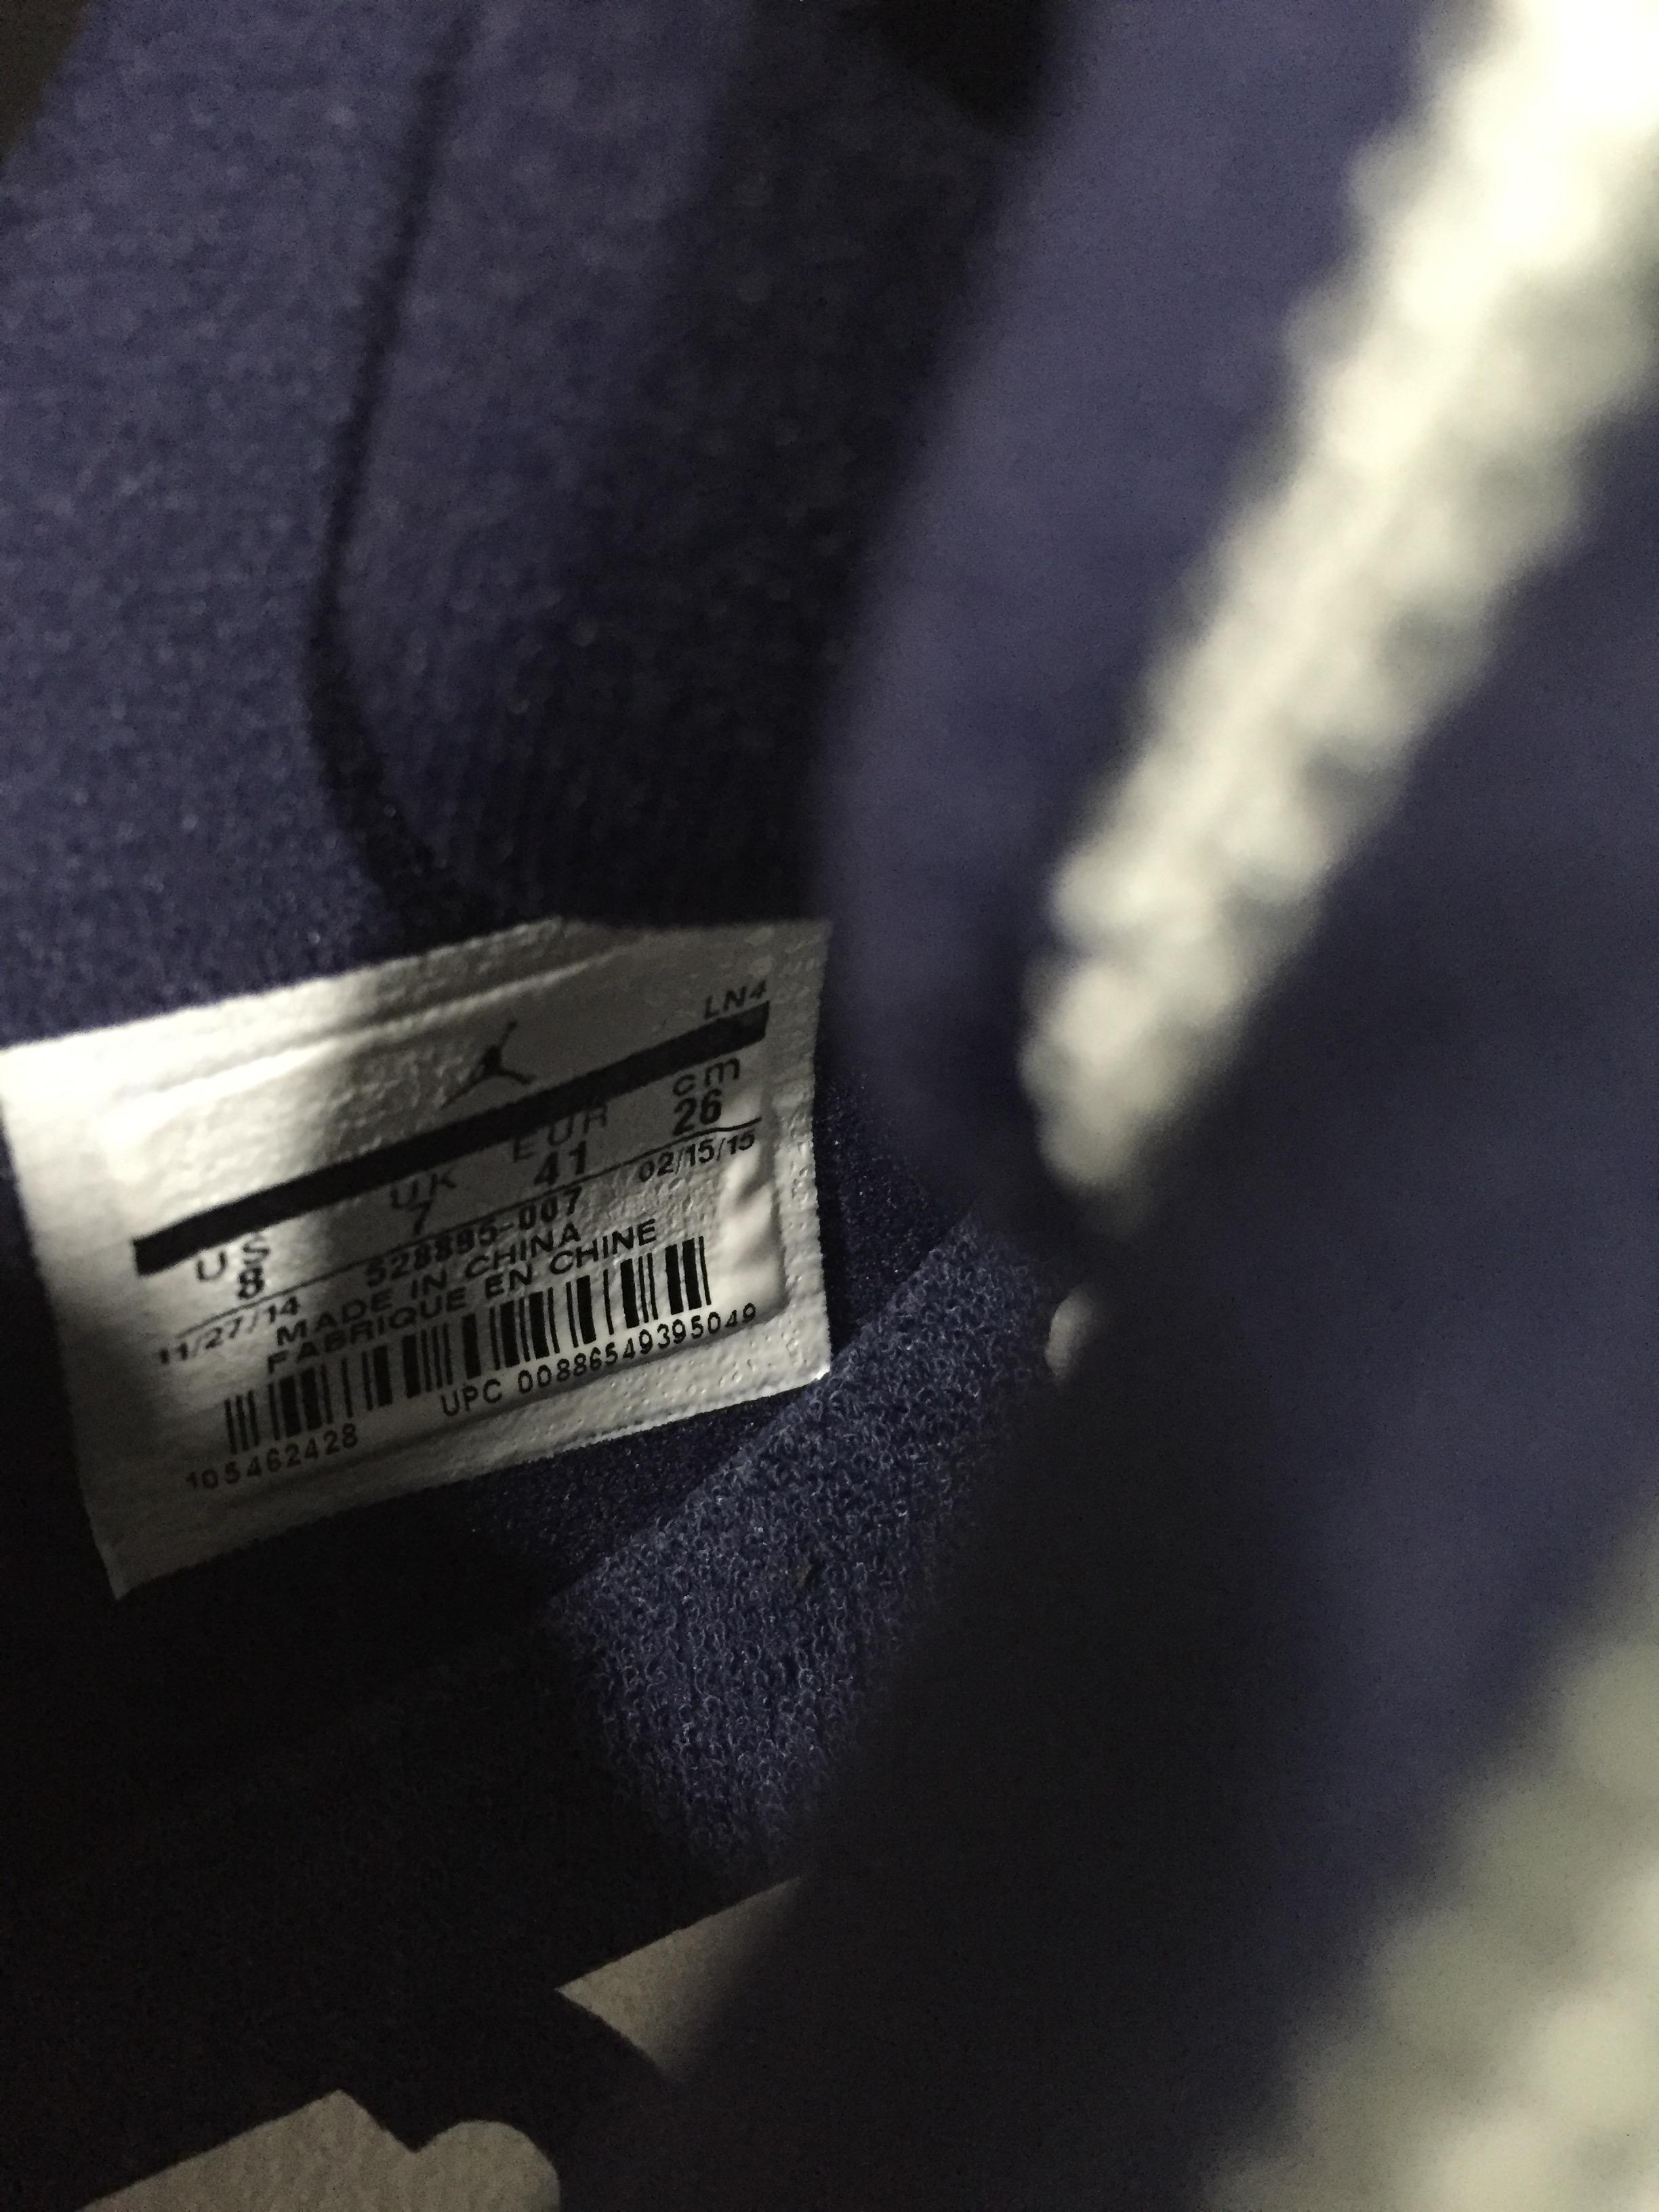 LN4
US UK EUR cm
8 7 41 26
11/27/14 528895-007 02/15/15
MADE IN CHINA
FABRIQUE EN CHINE
105462428 UPC 00886549395049